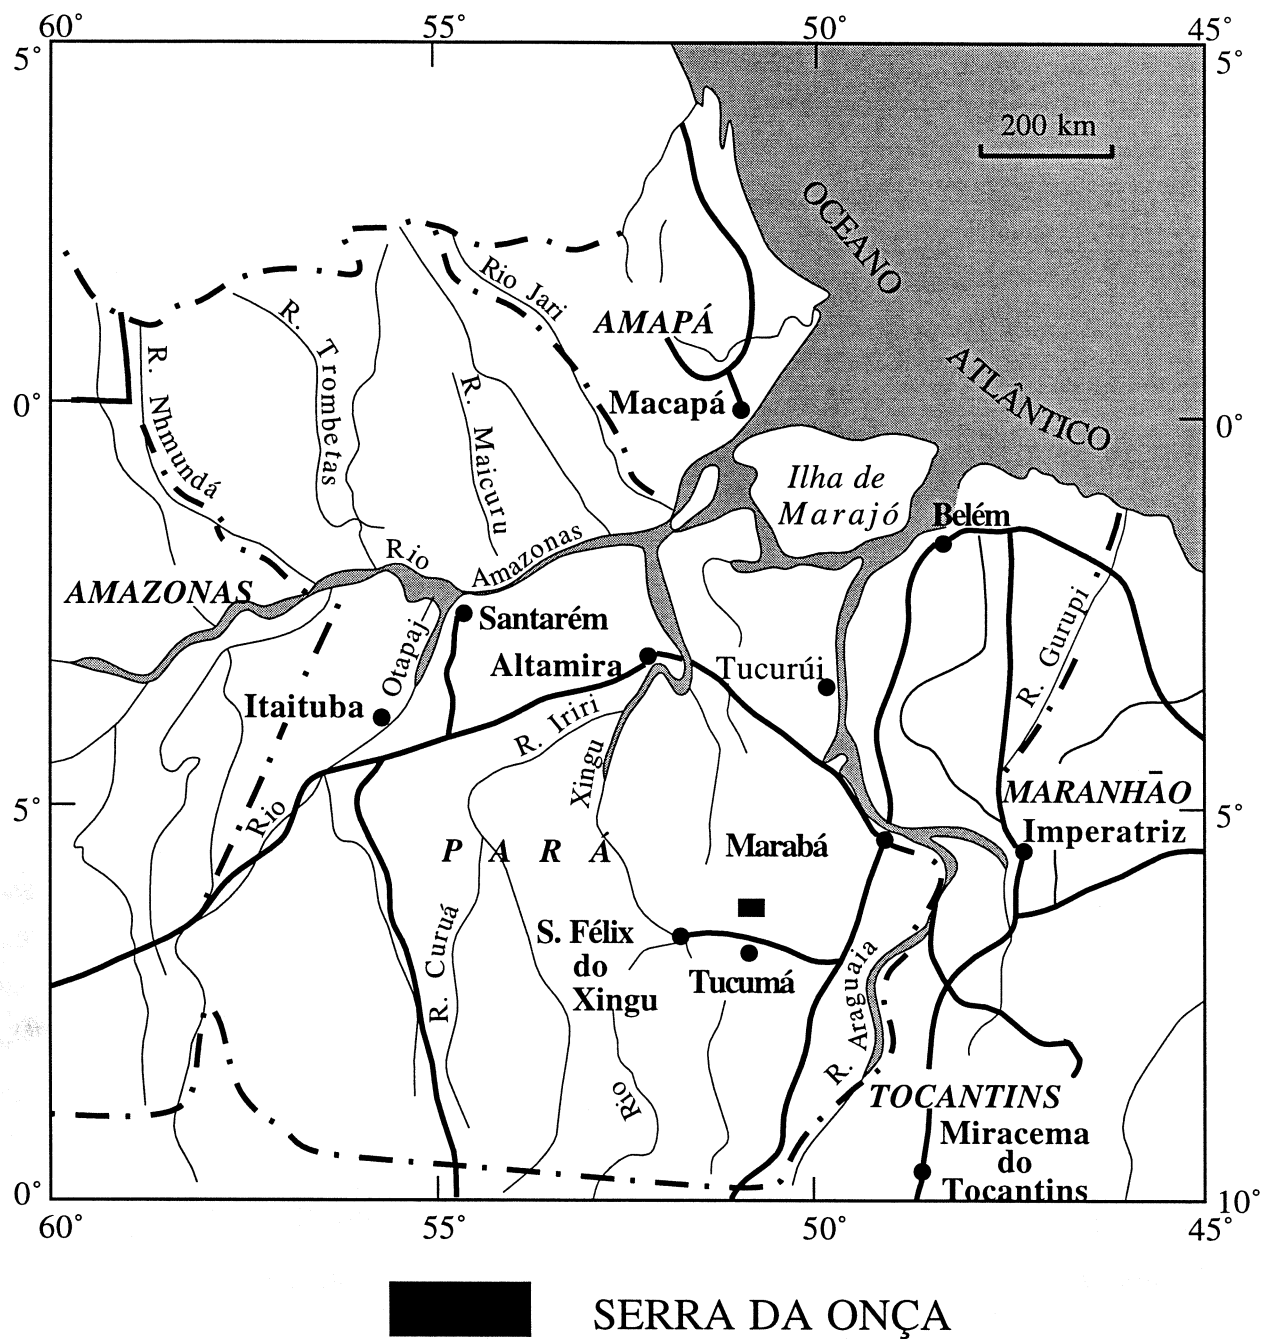 60°
55°
50°
45°
5°
5°
200 km
OCEANO
ATLÂNTICO
Rio Jari
R. Trombetas
AMAPÁ
R. Nhmundá
R. Maicuru
0°
Macapá
0°
Ilha de
Marajó
Belém
Rio
Amazonas
AMAZONAS
Santarém
Altamira
Tucurúi
R. Gurupi
Otapaj
Itaituba
R. Iriri
Xingu
5°
Rio
MARANHÃO
5°
Imperatriz
PARÁ
Marabá
R. Curuá
S. Félix
do
Xingu
Tucumá
R. Araguaia
Rio
TOCANTINS
Miracema
do
Tocantins
0°
10°
60°
55°
50°
45°
SERRA DA ONÇA